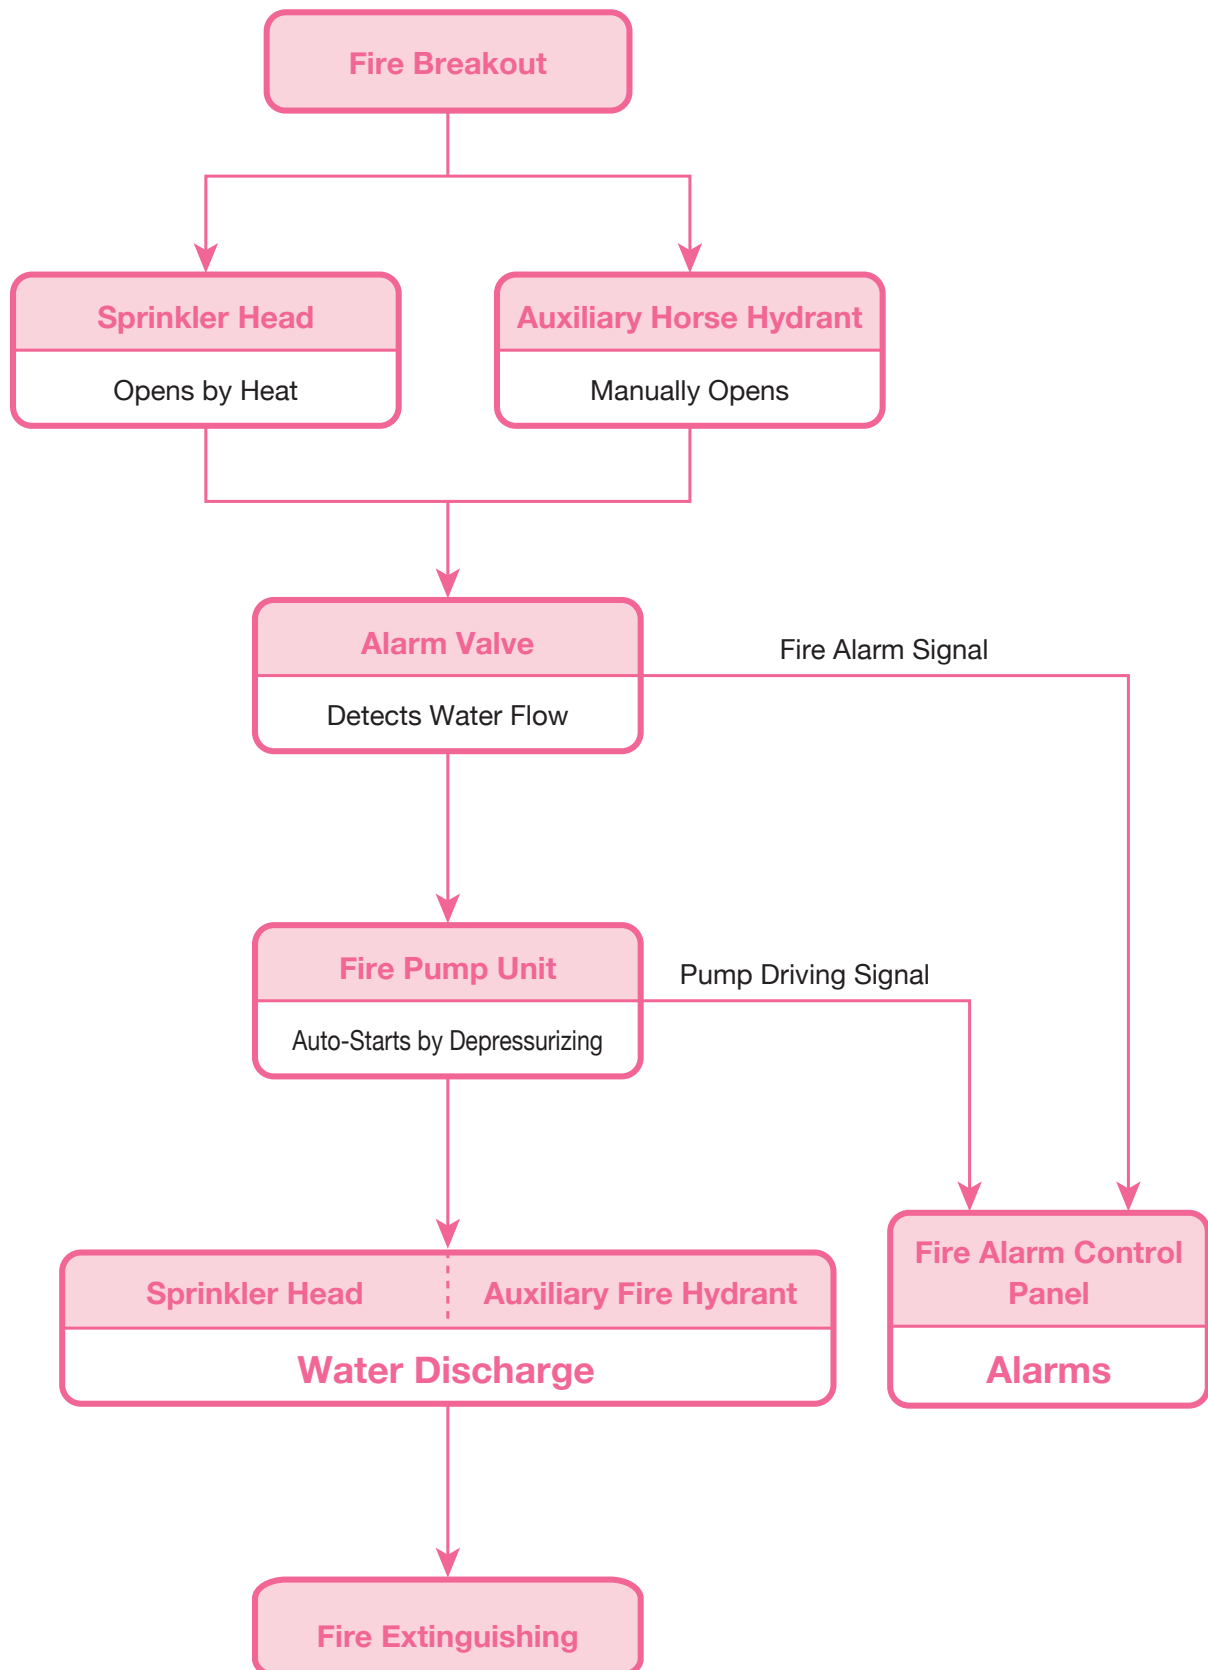 Fire Breakout
Sprinkler Head
Opens by Heat
Auxiliary Horse Hydrant
Manually Opens
Alarm Valve
Detects Water Flow
Fire Alarm Signal
Fire Pump Unit
Auto-Starts by Depressurizing
Pump Driving Signal
Sprinkler Head
Auxiliary Fire Hydrant
Water Discharge
Fire Alarm Control
Panel
Alarms
Fire Extinguishing